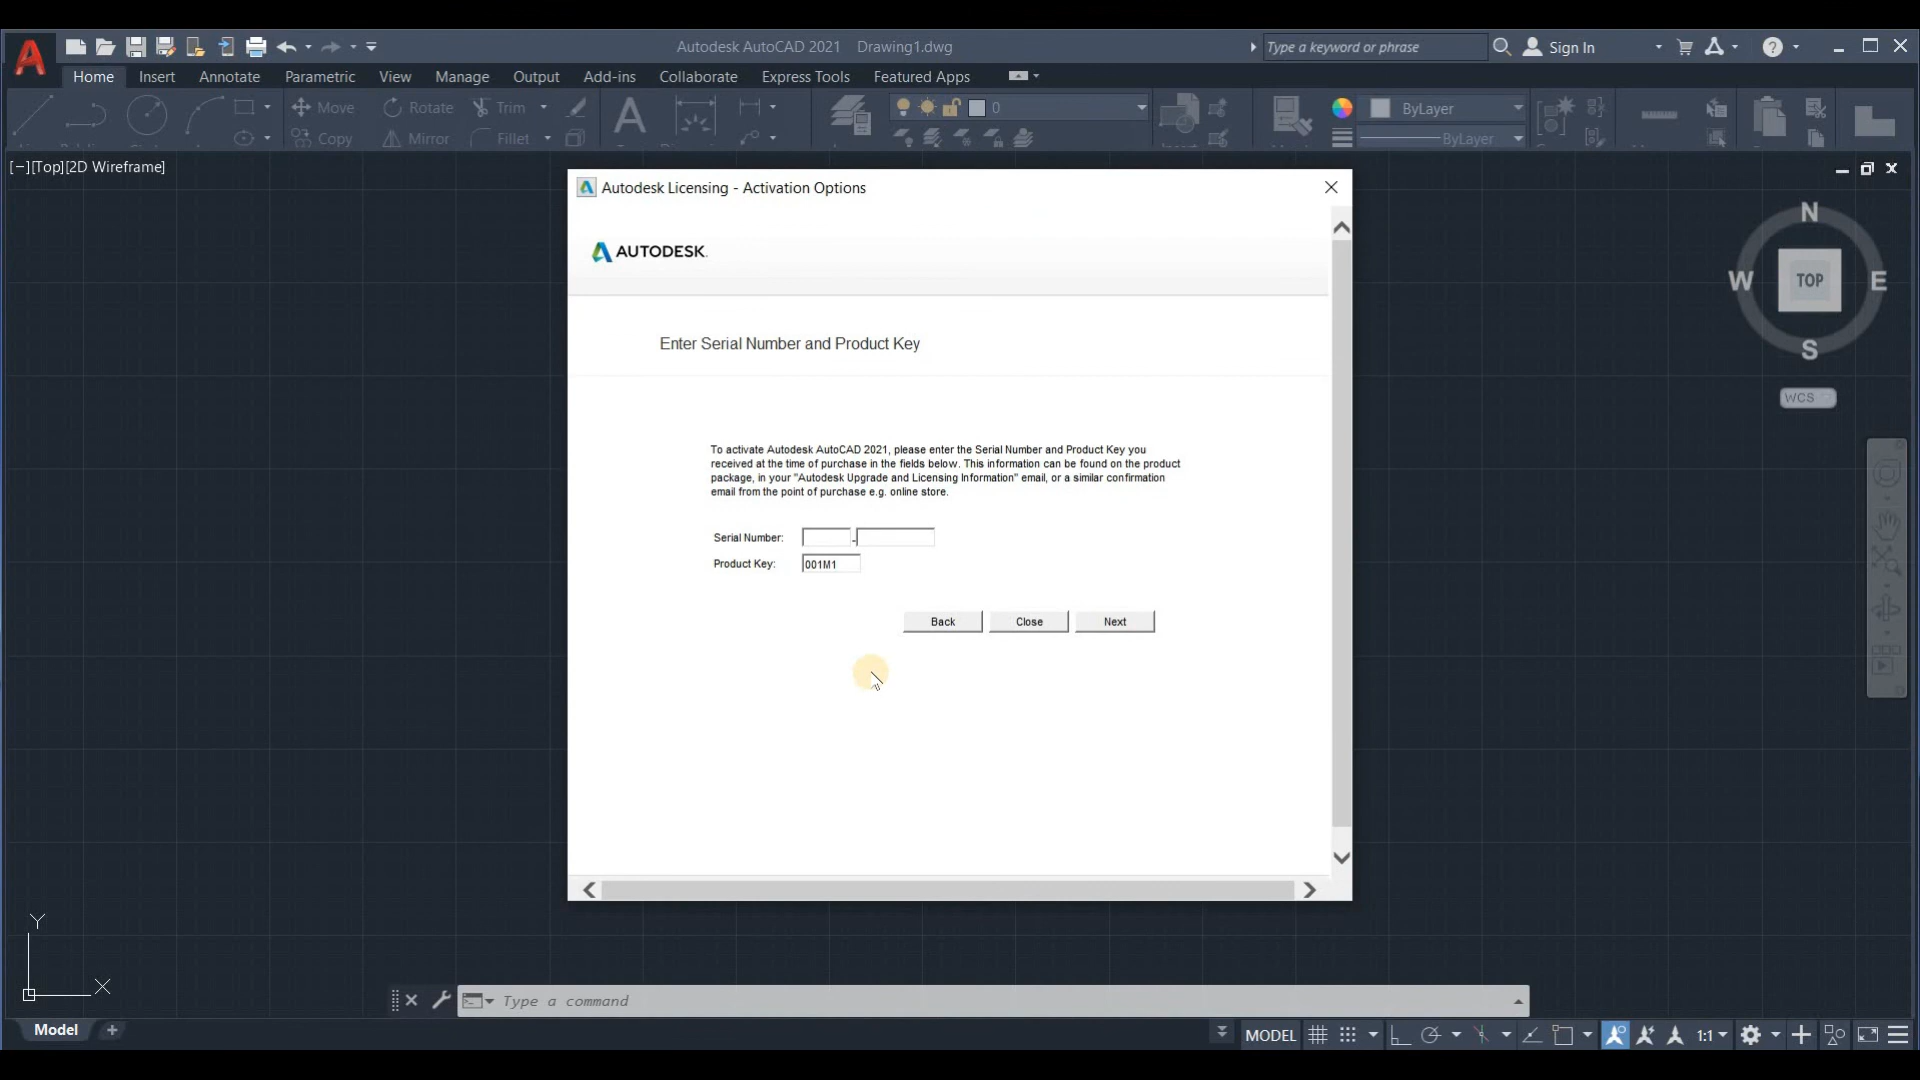 Autodesk AutoCAD 2021 Drawing1.dwg
Type a keyword or phrase
Sign In
Home Insert Annotate Parametric View Manage Output Add-ins Collaborate Express Tools Featured Apps
Move Rotate Trim
0
ByLayer
Copy Mirror Fillet
ByLayer
[−][Top][2D Wireframe]
Autodesk Licensing - Activation Options
AUTODESK.
Enter Serial Number and Product Key
To activate Autodesk AutoCAD 2021, please enter the Serial Number and Product Key you
received at the time of purchase in the fields below. This information can be found on the product
package, in your "Autodesk Upgrade and Licensing Information" email, or a similar confirmation
email from the point of purchase e.g. online store.
Serial Number: -
Product Key: 001M1
Back Close Next
N
W TOP E
S
WCS
Y
X
Type a command
Model
MODEL
1:1